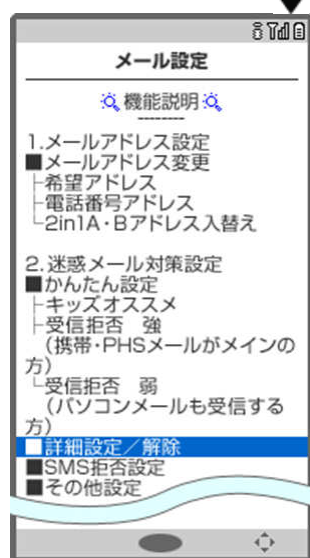 メール設定
機能説明
1.メールアドレス設定
■メールアドレス変更
├希望アドレス
├電話番号アドレス
└2in1A・Bアドレス入替え
2.迷惑メール対策設定
■かんたん設定
├キッズオススメ
├受信拒否 強
(携帯・PHSメールがメインの
方)
└受信拒否 弱
(パソコンメールも受信する
方)
■詳細設定/解除
■SMS拒否設定
■その他設定